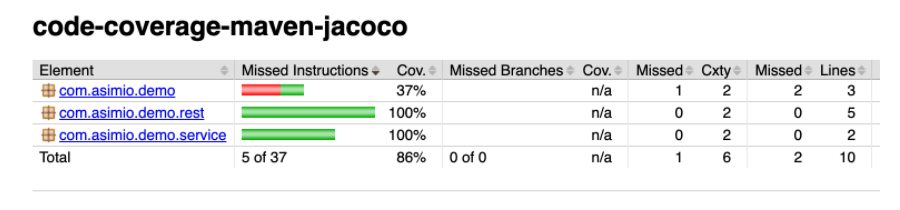 code-coverage-maven-jacoco
Element Missed Instructions Cov. Missed Branches Cov. Missed Cxty Missed Lines
com.asimio.demo 37% n/a 1 2 2 3
com.asimio.demo.rest 100% n/a 0 2 0 5
com.asimio.demo.service 100% n/a 0 2 0 2
Total 5 of 37 86% 0 of 0 n/a 1 6 2 10